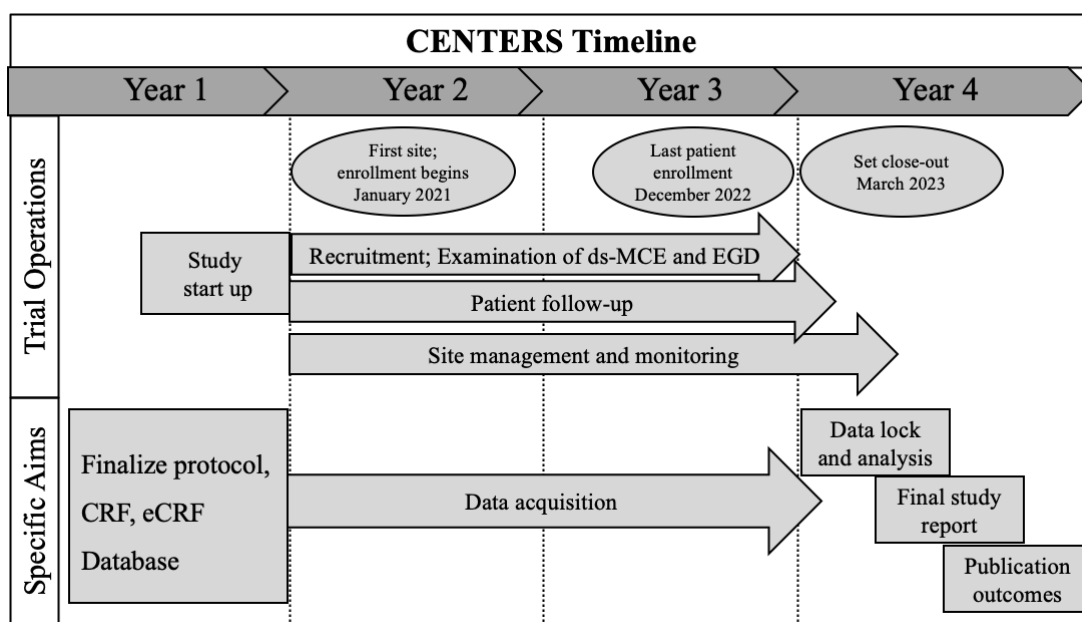 CENTERS Timeline
Year 1
Year 2
Year 3
Year 4
Trial Operations
First site;
enrollment begins
January 2021
Last patient
enrollment
December 2022
Set close-out
March 2023
Study
start up
Recruitment; Examination of ds-MCE and EGD
Patient follow-up
Site management and monitoring
Specific Aims
Finalize protocol,
CRF, eCRF
Database
Data acquisition
Data lock
and analysis
Final study
report
Publication
outcomes